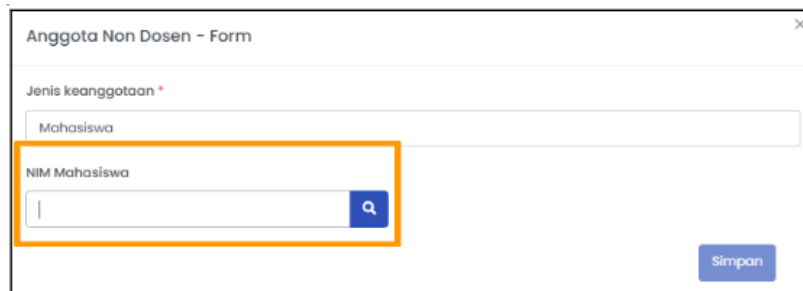 Anggota Non Dosen - Form
×
Jenis keanggotaan *
Mahasiswa
NIM Mahasiswa
Simpan